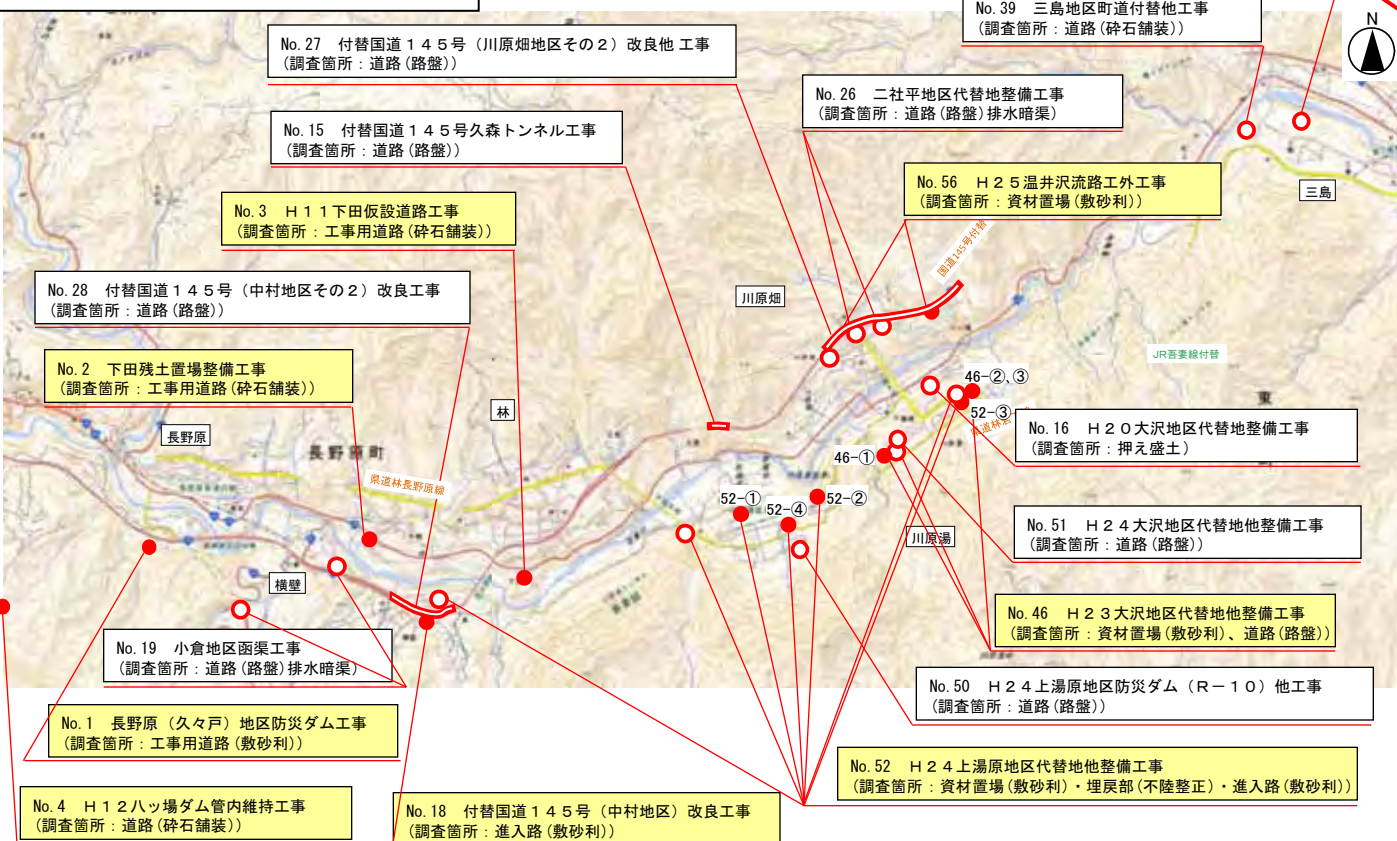 No.39 三島地区町道付替他工事
(調査箇所：道路(砕石舗装))
N
No.27 付替国道１４５号（川原畑地区その２）改良他 工事
(調査箇所：道路(路盤))
No.26 二社平地区代替地整備工事
(調査箇所：道路(路盤)排水暗渠)
No.15 付替国道１４５号久森トンネル工事
(調査箇所：道路(路盤))
No.56 Ｈ２５温井沢流路工外工事
(調査箇所：資材置場(敷砂利))
三島
No.3 Ｈ１１下田仮設道路工事
(調査箇所：工事用道路(砕石舗装))
国道145号付替
No.28 付替国道１４５号（中村地区その２）改良工事
(調査箇所：道路(路盤))
川原畑
No.2 下田残土置場整備工事
(調査箇所：工事用道路(砕石舗装))
JR吾妻線付替
46-②、③
52-③
県道林
東
林
長野原
長野原町
No.16 Ｈ２０大沢地区代替地整備工事
(調査箇所：押え盛土)
46-①
県道林長野原線
52-①
52-④
52-②
No.51 Ｈ２４大沢地区代替地他整備工事
(調査箇所：道路(路盤))
川原湯
横壁
No.46 Ｈ２３大沢地区代替地他整備工事
(調査箇所：資材置場(敷砂利)、道路(路盤))
No.19 小倉地区函渠工事
(調査箇所：道路(路盤)排水暗渠)
No.50 Ｈ２４上湯原地区防災ダム（Ｒ－１０）他工事
(調査箇所：道路(路盤))
No.1 長野原（久々戸）地区防災ダム工事
(調査箇所：工事用道路(敷砂利))
No.52 Ｈ２４上湯原地区代替地他整備工事
(調査箇所：資材置場(敷砂利)・埋戻部(不陸整正)・進入路(敷砂利))
No.4 Ｈ１２八ッ場ダム管内維持工事
(調査箇所：道路(砕石舗装))
No.18 付替国道１４５号（中村地区）改良工事
(調査箇所：進入路(敷砂利))